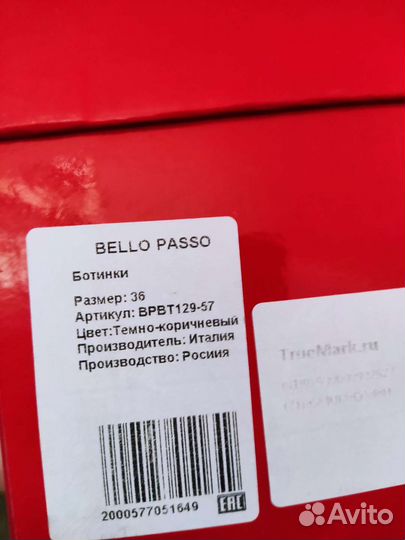 BELLO PASSO
Ботинки
Размер: 36
Артикул: BPBT129-57
Цвет:Темно-коричневый
Производитель: Италия
Производство: Росиия
2000577051649
EAC
TrueMark.ru
Avito